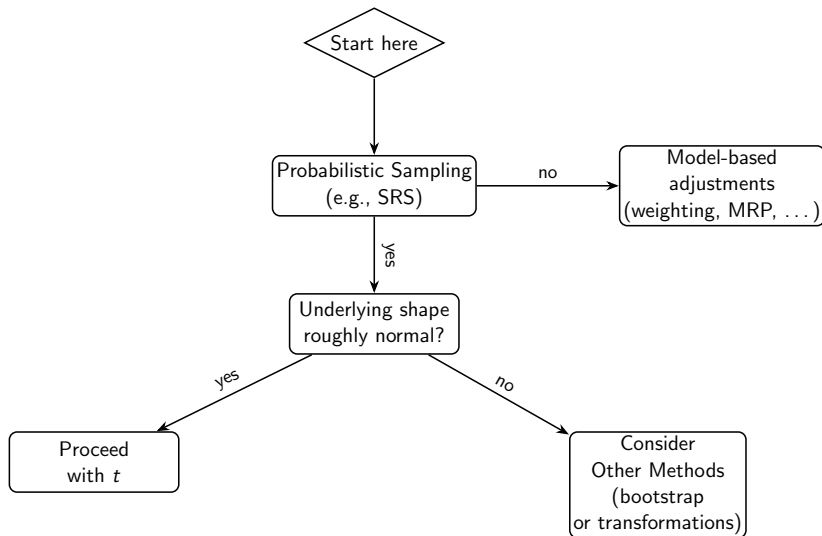 Start here
Probabilistic Sampling
(e.g., SRS)
no
Model-based
adjustments
(weighting, MRP, . . . )
yes
Underlying shape
roughly normal?
yes
no
Proceed
with t
Consider
Other Methods
(bootstrap
or transformations)